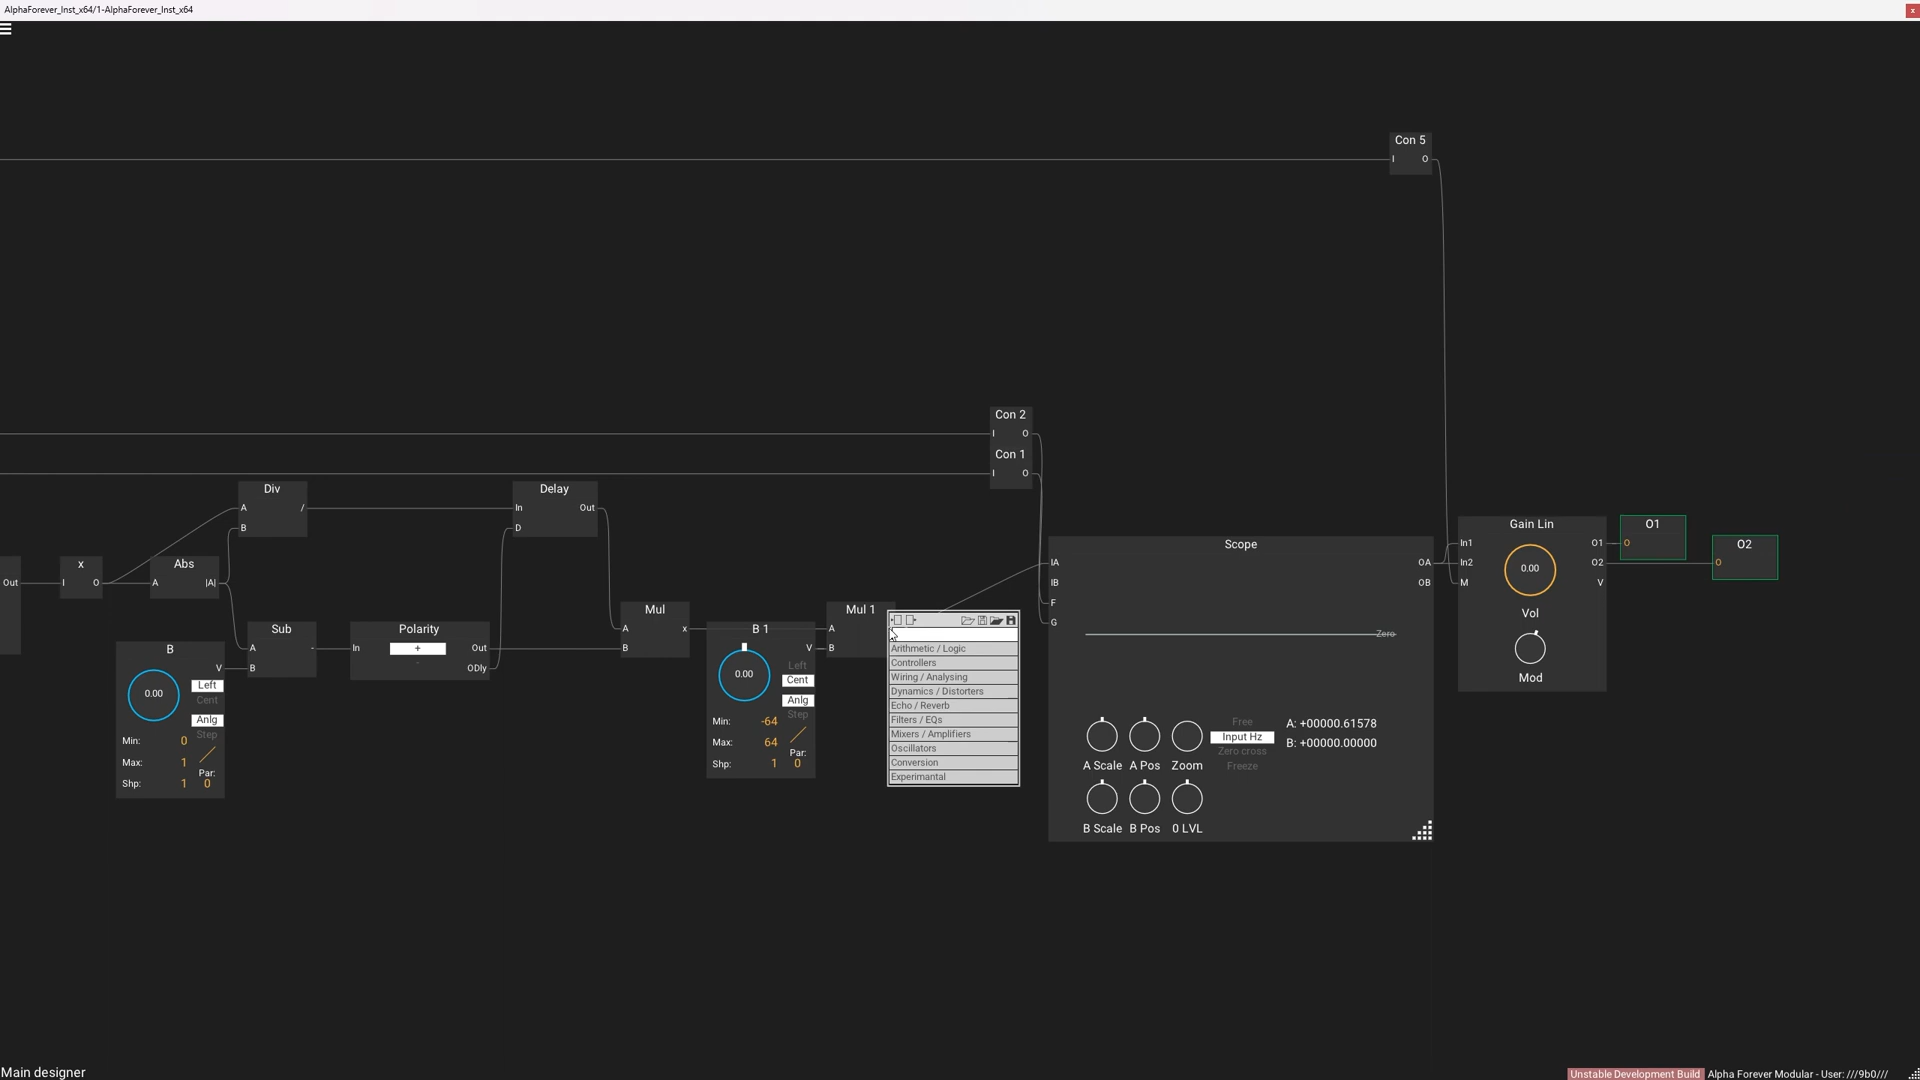 AlphaForever_Inst_x64/1-AlphaForever_Inst_x64
x
Con 5
I O
Con 2
I O
Con 1
I O
Div
A /
B
Delay
In Out
D
Out
x
I O
Abs
A |A|
Sub
A -
B
Polarity
In + Out
- ODly
B
V
0.00
Left
Cent
Anlg
Step
Min: 0
Max: 1
Par:
Shp: 1 0
Mul
A x
B
B 1
V
0.00
Left
Cent
Anlg
Step
Min: -64
Max: 64
Par:
Shp: 1 0
Mul 1
A
B
Arithmetic / Logic
Controllers
Wiring / Analysing
Dynamics / Distorters
Echo / Reverb
Filters / EQs
Mixers / Amplifiers
Oscillators
Conversion
Experimantal
Scope
IA OA
IB OB
F
G
Zero
A Scale A Pos Zoom
B Scale B Pos 0 LVL
Free
Input Hz
Zero cross
Freeze
A: +00000.61578
B: +00000.00000
Gain Lin
In1 O1
In2 O2
M V
0.00
Vol
Mod
O1
O
O2
O
Main designer
Unstable Development Build Alpha Forever Modular - User: ///9b0///